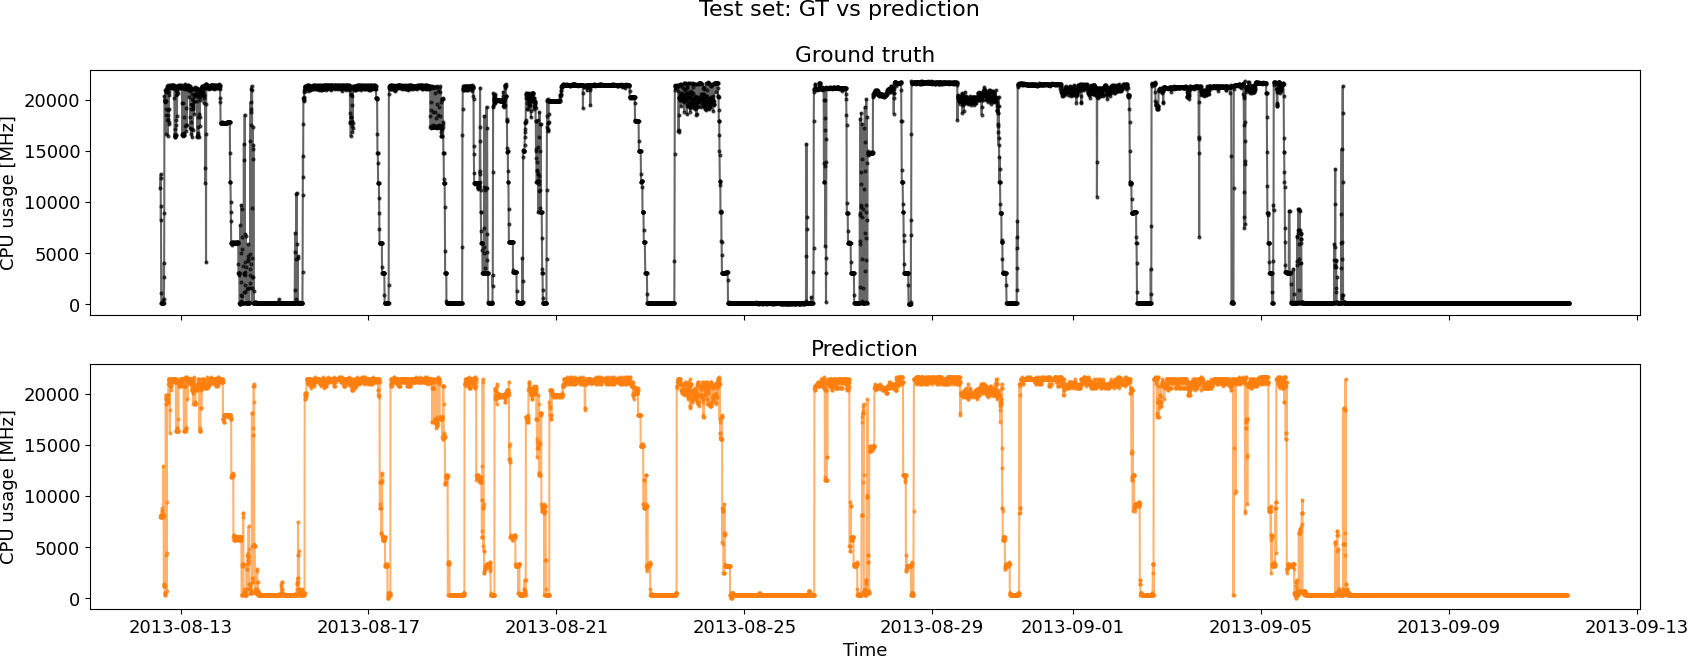 Test set: GT vs prediction
Ground truth
CPU usage [MHz]
20000
15000
10000
5000
0
Prediction
CPU usage [MHz]
20000
15000
10000
5000
0
2013-08-13 2013-08-17 2013-08-21 2013-08-25 2013-08-29 2013-09-01 2013-09-05 2013-09-09 2013-09-13
Time